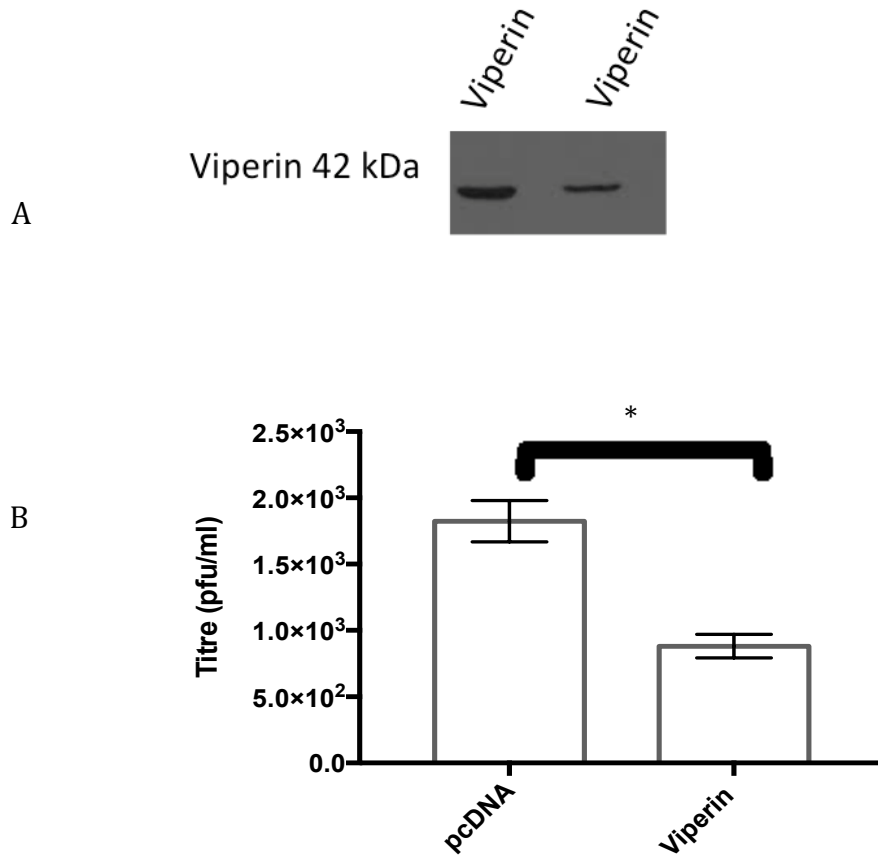 Viperin
Viperin
Viperin 42 kDa
A
*
B
Titre (pfu/ml)
2.5×10³
2.0×10³
1.5×10³
1.0×10³
5.0×10²
0.0
pcDNA
Viperin